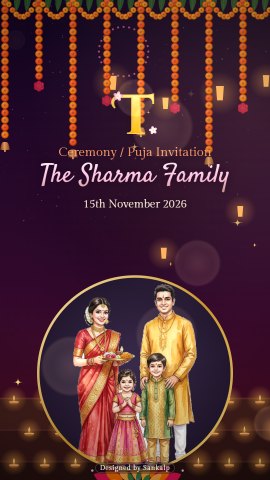 T
Ceremony / Puja Invitation
The Sharma Family
15th November 2026
Designed by Sankalp